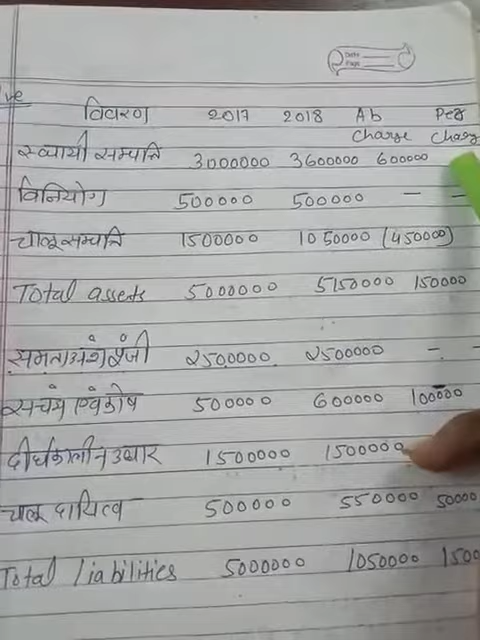 ve
विवरण 2017 2018 Ab Per
Charge Charg
स्थायी सम्पत्ति 3000000 3600000 600000
विनियोग 500000 500000 — —
चालू सम्पत्ति 1500000 1050000 (450000)
Total assets 5000000 5150000 150000
समता अंश पूंजी 2500000 2500000 - -
संचय एवं कोष 500000 600000 100000
दीर्घकालीन उधार 1500000 1500000
चालू दायित्व 500000 550000 50000
Total liabilities 5000000 1050000 1500